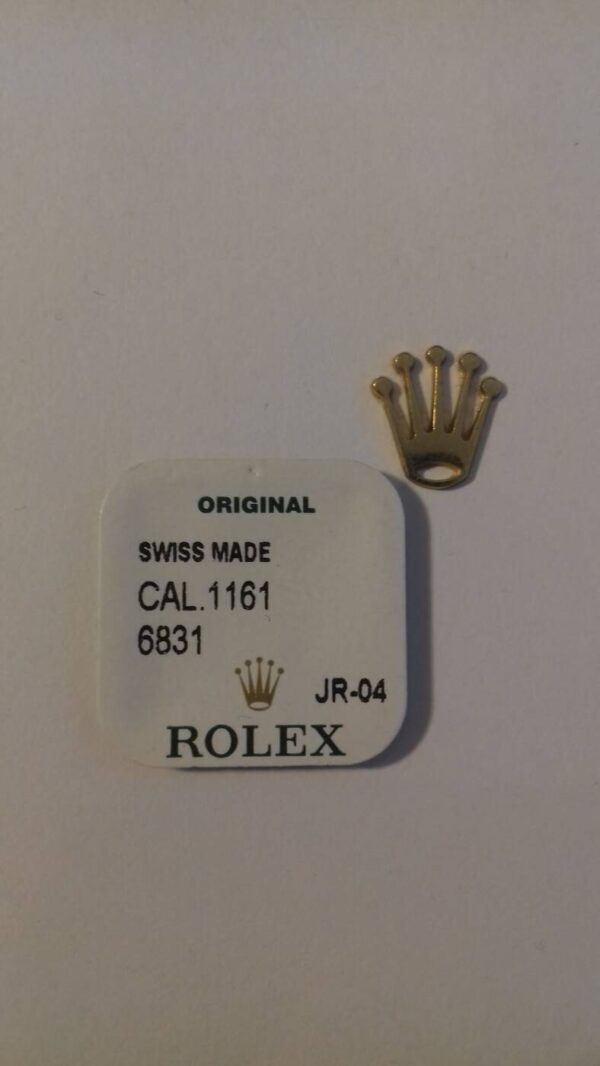 ORIGINAL
SWISS MADE
CAL.1161
6831
JR-04
ROLEX